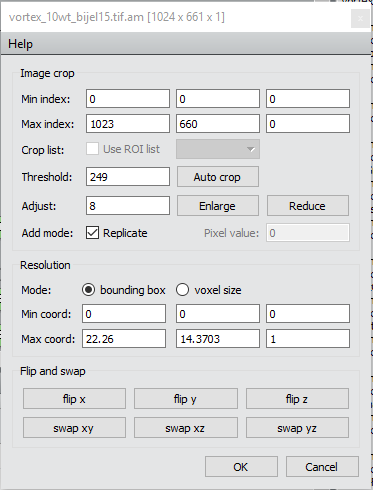 vortex_10wt_bijel15.tif.am [1024 x 661 x 1]
Help
Image crop
Min index: 0 0 0
Max index: 1023 660 0
Crop list: Use ROI list
Threshold: 249 Auto crop
Adjust: 8 Enlarge Reduce
Add mode: Replicate Pixel value: 0
Resolution
Mode: bounding box voxel size
Min coord: 0 0 0
Max coord: 22.26 14.3703 1
Flip and swap
flip x flip y flip z
swap xy swap xz swap yz
OK Cancel